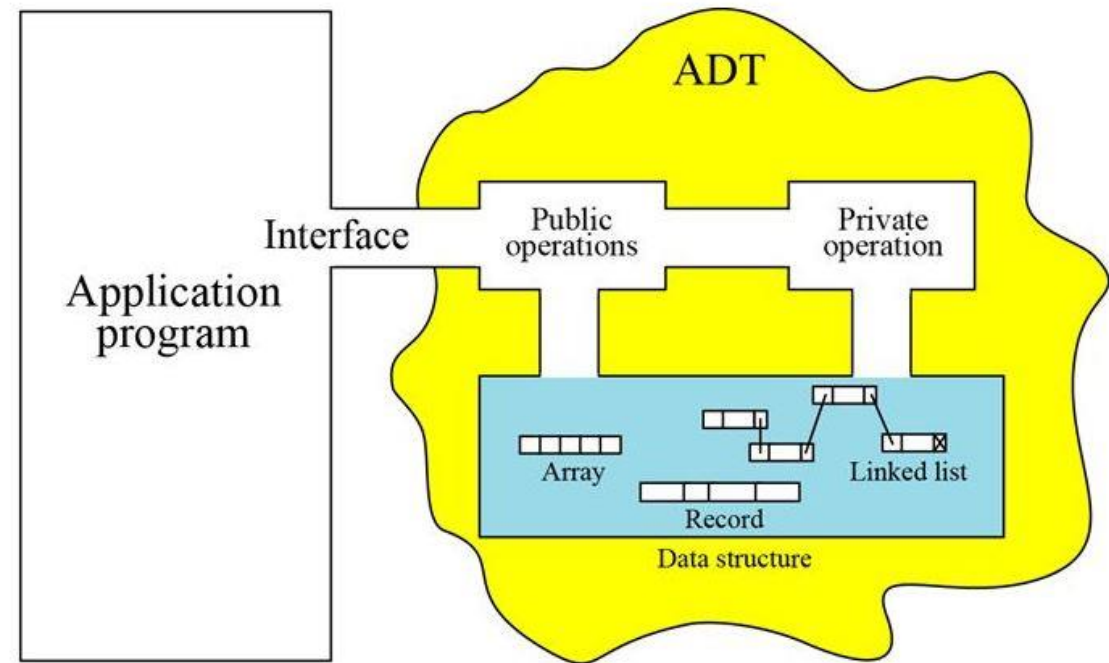 ADT
Interface
Public
operations
Private
operation
Application
program
Array
Linked list
Record
Data structure